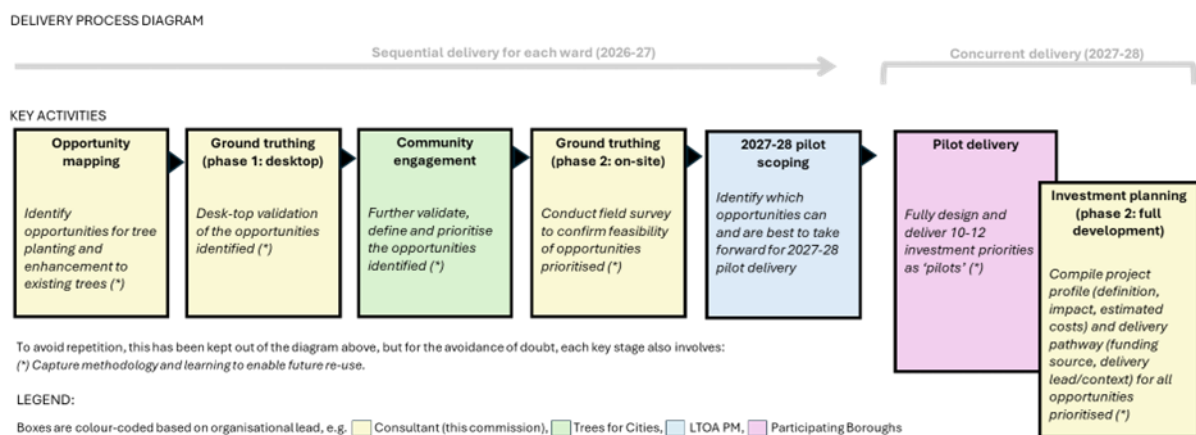 DELIVERY PROCESS DIAGRAM
Sequential delivery for each ward (2026-27)
Concurrent delivery (2027-28)
KEY ACTIVITIES
Opportunity
mapping
Identify
opportunities for tree
planting and
enhancement to
existing trees (*)
Ground truthing
(phase 1: desktop)
Desk-top validation
of the opportunities
identified (*)
Community
engagement
Further validate,
define and prioritise
the opportunities
identified (*)
Ground truthing
(phase 2: on-site)
Conduct field survey
to confirm feasibility
of opportunities
prioritised (*)
2027-28 pilot
scoping
Identify which
opportunities can
and are best to take
forward for 2027-28
pilot delivery
Pilot delivery
Fully design and
deliver 10-12
investment priorities
as ‘pilots’ (*)
Investment planning
(phase 2: full
development)
Compile project
profile (definition,
impact, estimated
costs) and delivery
pathway (funding
source, delivery
lead/context) for all
opportunities
prioritised (*)
To avoid repetition, this has been kept out of the diagram above, but for the avoidance of doubt, each key stage also involves:
(*) Capture methodology and learning to enable future re-use.
LEGEND:
Boxes are colour-coded based on organisational lead, e.g. Consultant (this commission), Trees for Cities, LTOA PM, Participating Boroughs